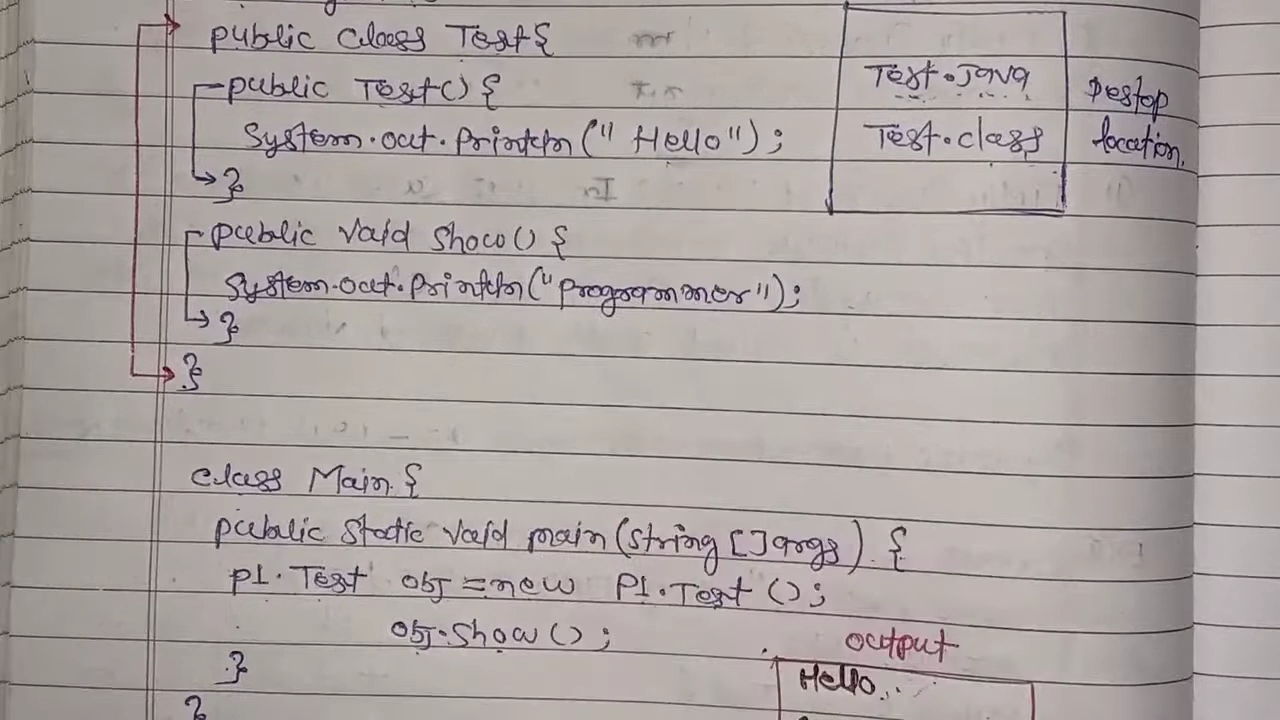 public class Test{
public Test() {
System.out.println(" Hello");
}
public void show() {
System.out.println("programmer");
}
}
Test.Java
Test.class
Destop
location.
class Main {
public static void main(string []args) {
p1.Test obj = new P1.Test ();
obj.show ();
}
}
output
Hello..